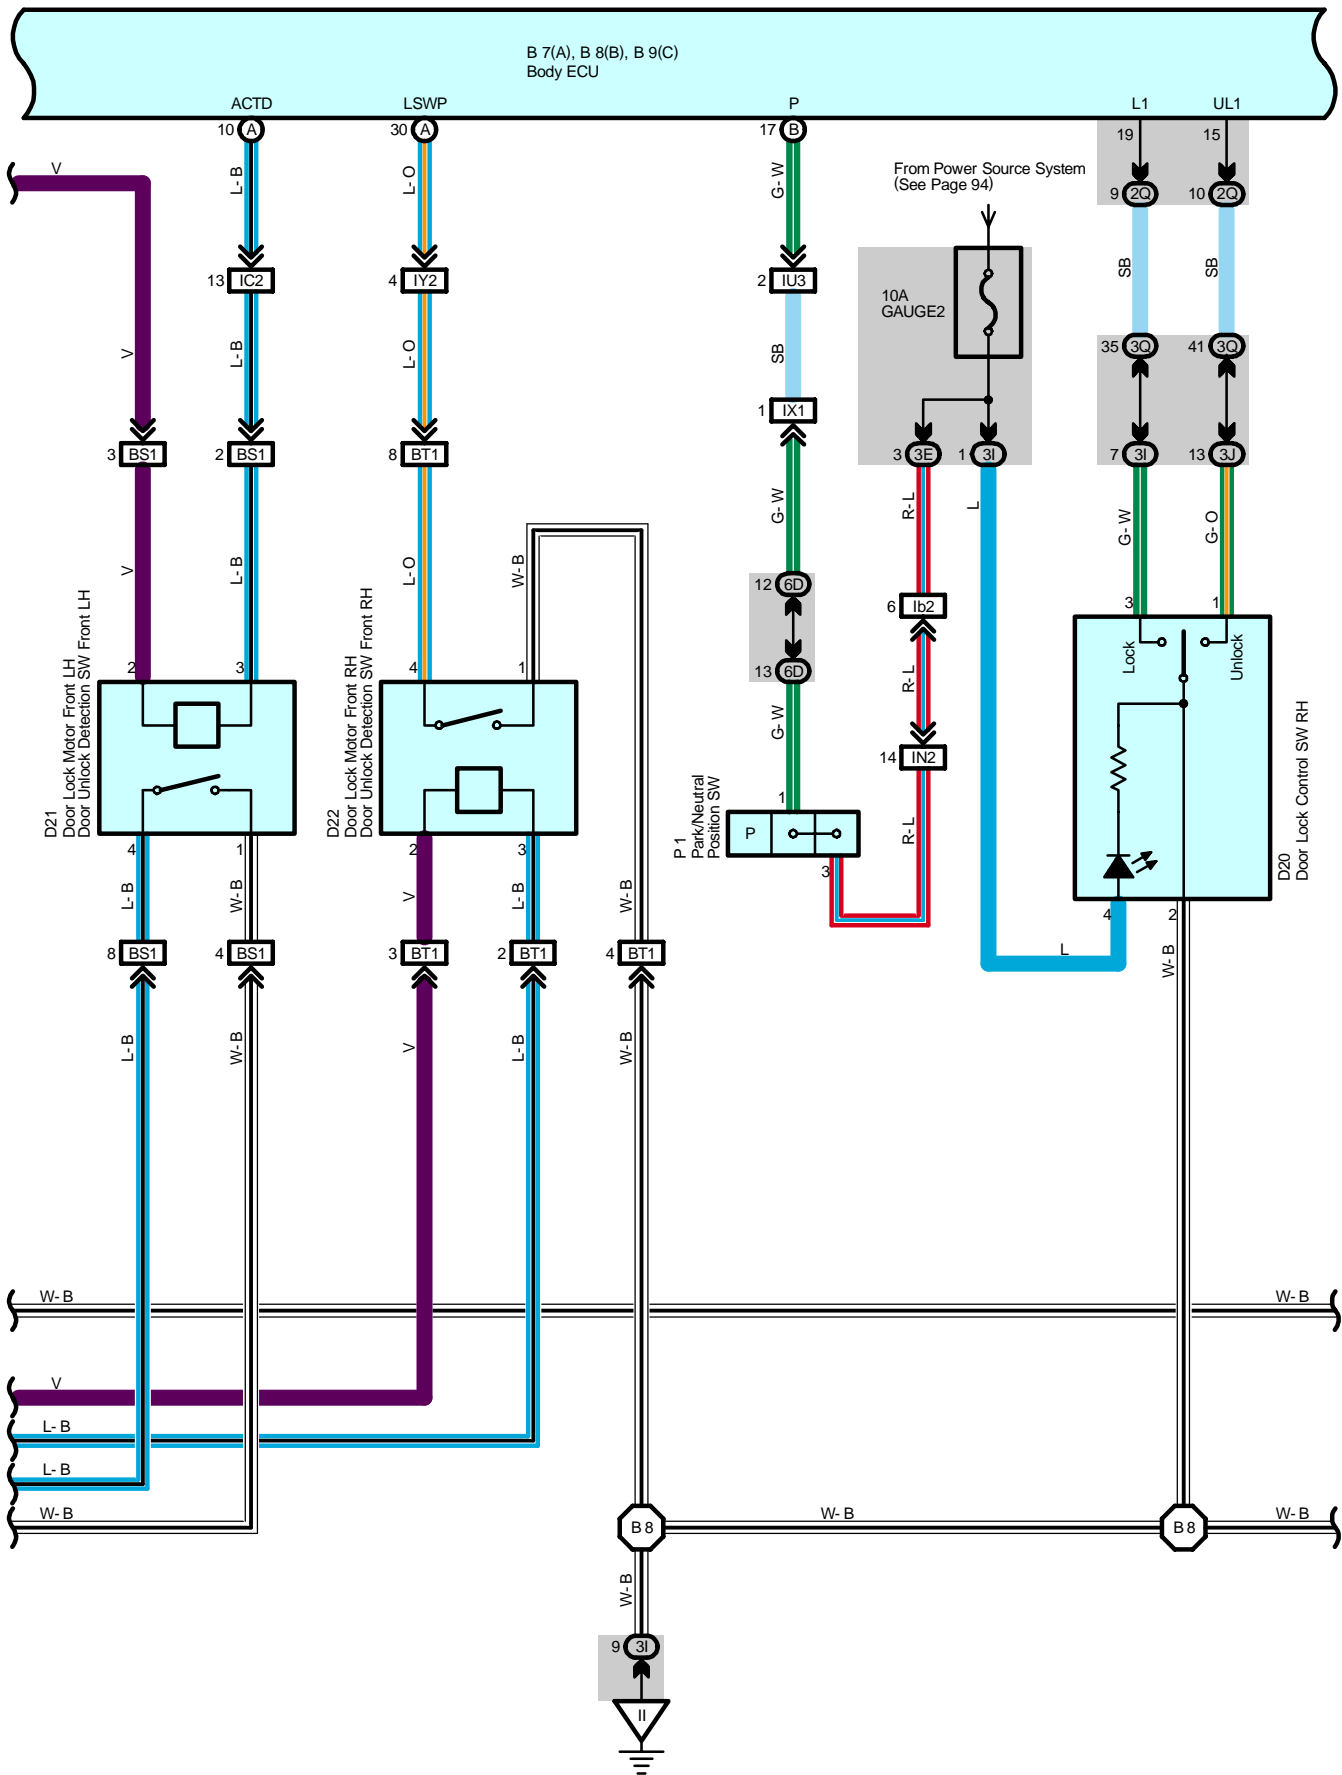 B 7(A), B 8(B), B 9(C)
Body ECU
ACTD
LSWP
P
L1
UL1
10 A
30 A
17 B
19
15
V
L- B
L- O
G- W
From Power Source System
(See Page 94)
9 2Q
10 2Q
13 IC2
4 IY2
2 IU3
10A
GAUGE2
SB
SB
V
L- B
L- O
SB
35 3Q
41 3Q
1 IX1
3 BS1
2 BS1
8 BT1
3 3E
1 3I
7 3I
13 3J
V
L- B
L- O
W- B
G- W
R- L
L
G- W
G- O
12 6D
6 Ib2
3
1
13 6D
2
3
4
1
R- L
Lock
Unlock
D21
Door Lock Motor Front LH
Door Unlock Detection SW Front LH
D22
Door Lock Motor Front RH
Door Unlock Detection SW Front RH
G- W
14 IN2
1
P 1
Park/Neutral
Position SW
P
3
R- L
D20
Door Lock Control SW RH
4
1
2
3
4
2
L- B
W- B
V
L- B
W- B
8 BS1
4 BS1
3 BT1
2 BT1
4 BT1
L
W- B
L- B
W- B
V
L- B
W- B
W- B
W- B
V
L- B
L- B
W- B
B 8
W- B
B 8
W- B
W- B
9 3I
II